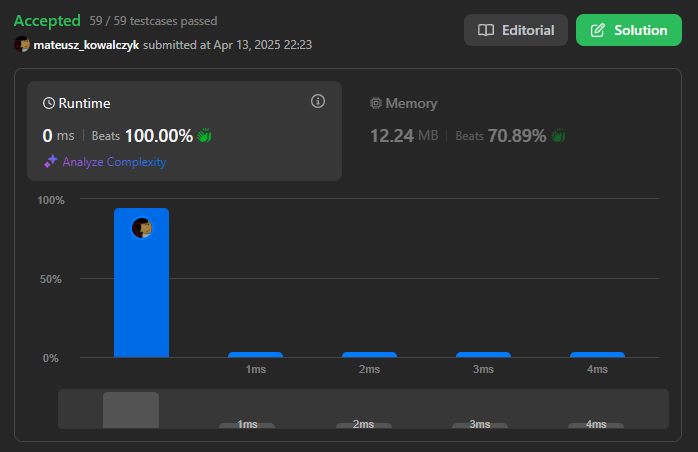 Accepted 59 / 59 testcases passed
Editorial
Solution
mateusz_kowalczyk submitted at Apr 13, 2025 22:23
Runtime
0 ms | Beats 100.00%
Analyze Complexity
Memory
12.24 MB | Beats 70.89%
100%
50%
0%
1ms 2ms 3ms 4ms
1ms 2ms 3ms 4ms